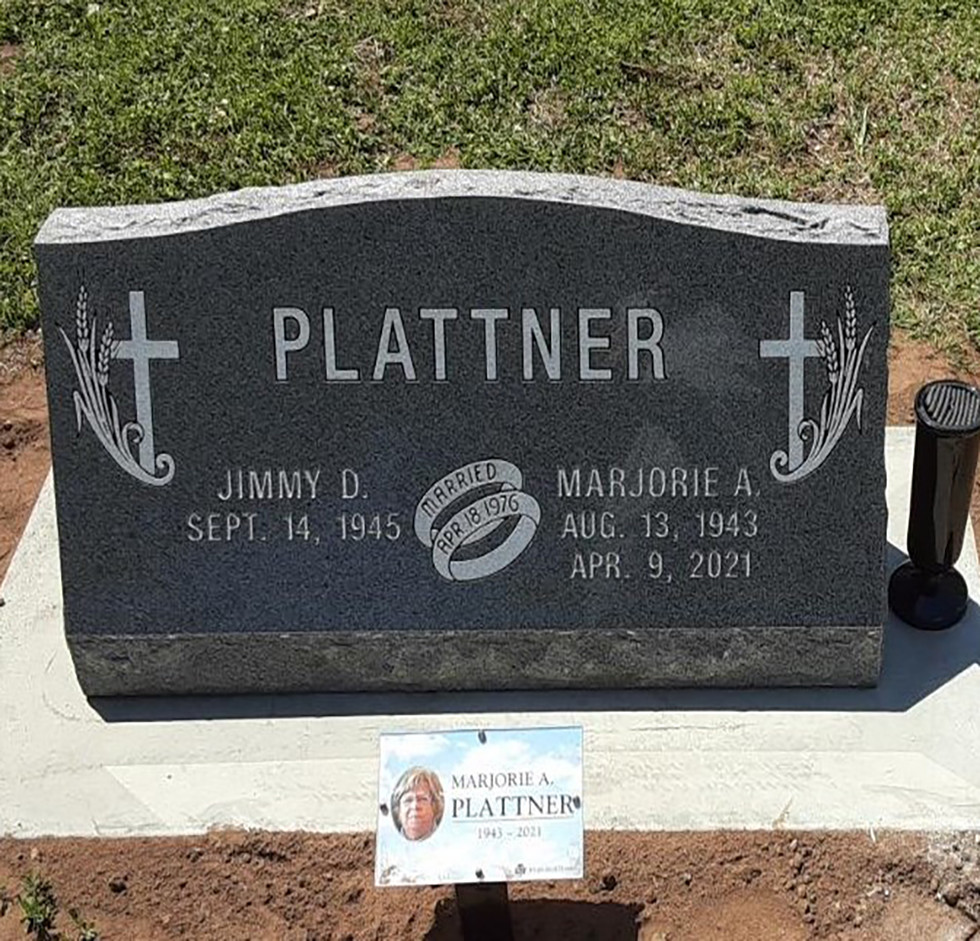 PLATTNER
JIMMY D.
SEPT. 14, 1945
MARRIED
APR. 18, 1976
MARJORIE A.
AUG. 13, 1943
APR. 9, 2021
MARJORIE A.
PLATTNER
1943 - 2021